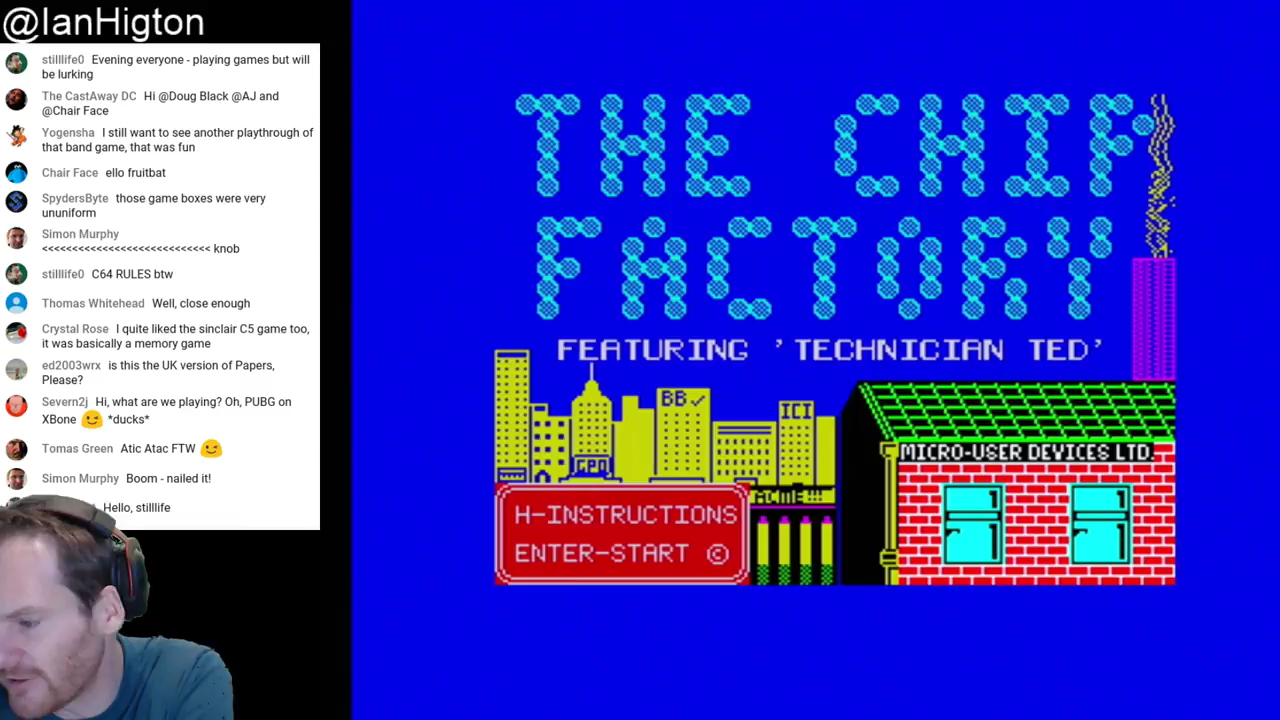 @IanHigton
stilllife0 Evening everyone - playing games but will
be lurking
The CastAway DC Hi @Doug Black @AJ and
@Chair Face
Yogensha I still want to see another playthrough of
that band game, that was fun
Chair Face ello fruitbat
SpydersByte those game boxes were very
ununiform
Simon Murphy
<<<<<<<<<<<<<<<<<<<<<<<<<<<<< knob
stilllife0 C64 RULES btw
Thomas Whitehead Well, close enough
Crystal Rose I quite liked the sinclair C5 game too,
it was basically a memory game
ed2003wrx is this the UK version of Papers,
Please?
Severn2j Hi, what are we playing? Oh, PUBG on
XBone *ducks*
Tomas Green Atic Atac FTW
Simon Murphy Boom - nailed it!
Hello, stilllife
THE CHIP
FACTORY
FEATURING 'TECHNICIAN TED'
BB
ICI
GPO
ACME!!!
MICRO-USER DEVICES LTD.
H-INSTRUCTIONS
ENTER-START ©